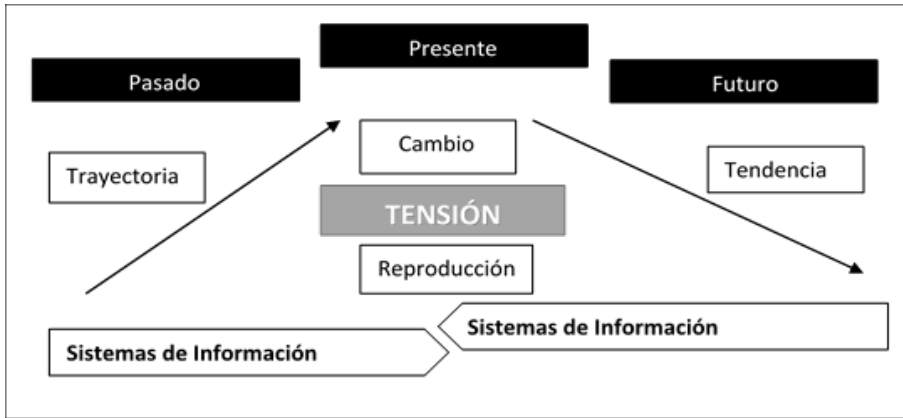 Presente
Pasado
Futuro
Cambio
Trayectoria
Tendencia
TENSIÓN
Reproducción
Sistemas de Información
Sistemas de Información